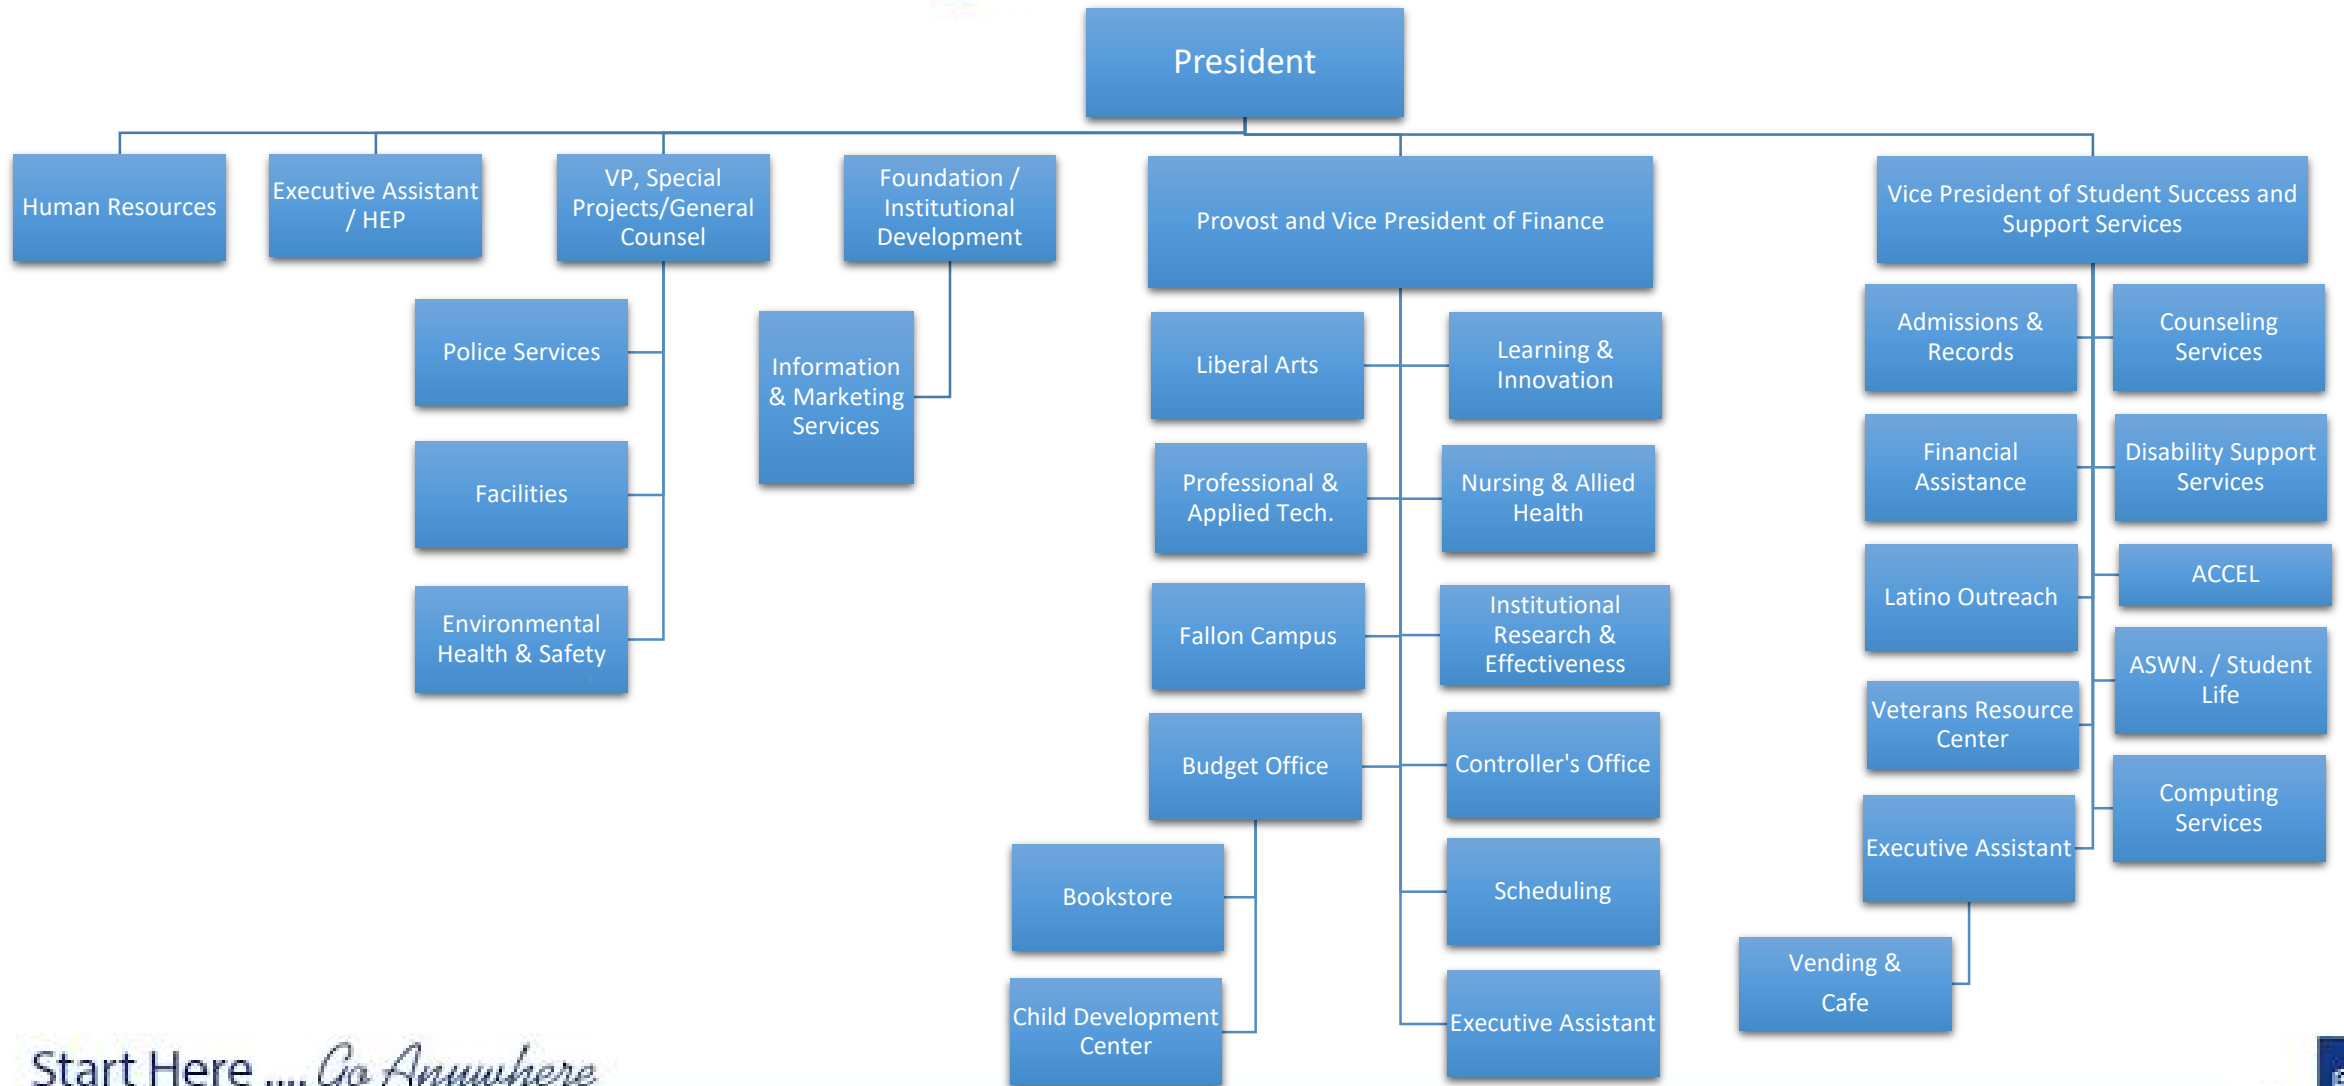 President
Human Resources
Executive Assistant
/ HEP
VP, Special
Projects/General
Counsel
Foundation /
Institutional
Development
Provost and Vice President of Finance
Vice President of Student Success and
Support Services
Police Services
Facilities
Environmental
Health & Safety
Information
& Marketing
Services
Liberal Arts
Learning &
Innovation
Professional &
Applied Tech.
Nursing & Allied
Health
Fallon Campus
Institutional
Research &
Effectiveness
Budget Office
Controller's Office
Bookstore
Scheduling
Child Development
Center
Executive Assistant
Admissions &
Records
Counseling
Services
Financial
Assistance
Disability Support
Services
Latino Outreach
ACCEL
ASWN. / Student
Life
Veterans Resource
Center
Computing
Services
Executive Assistant
Vending &
Cafe
Start Here .... Go Anywhere